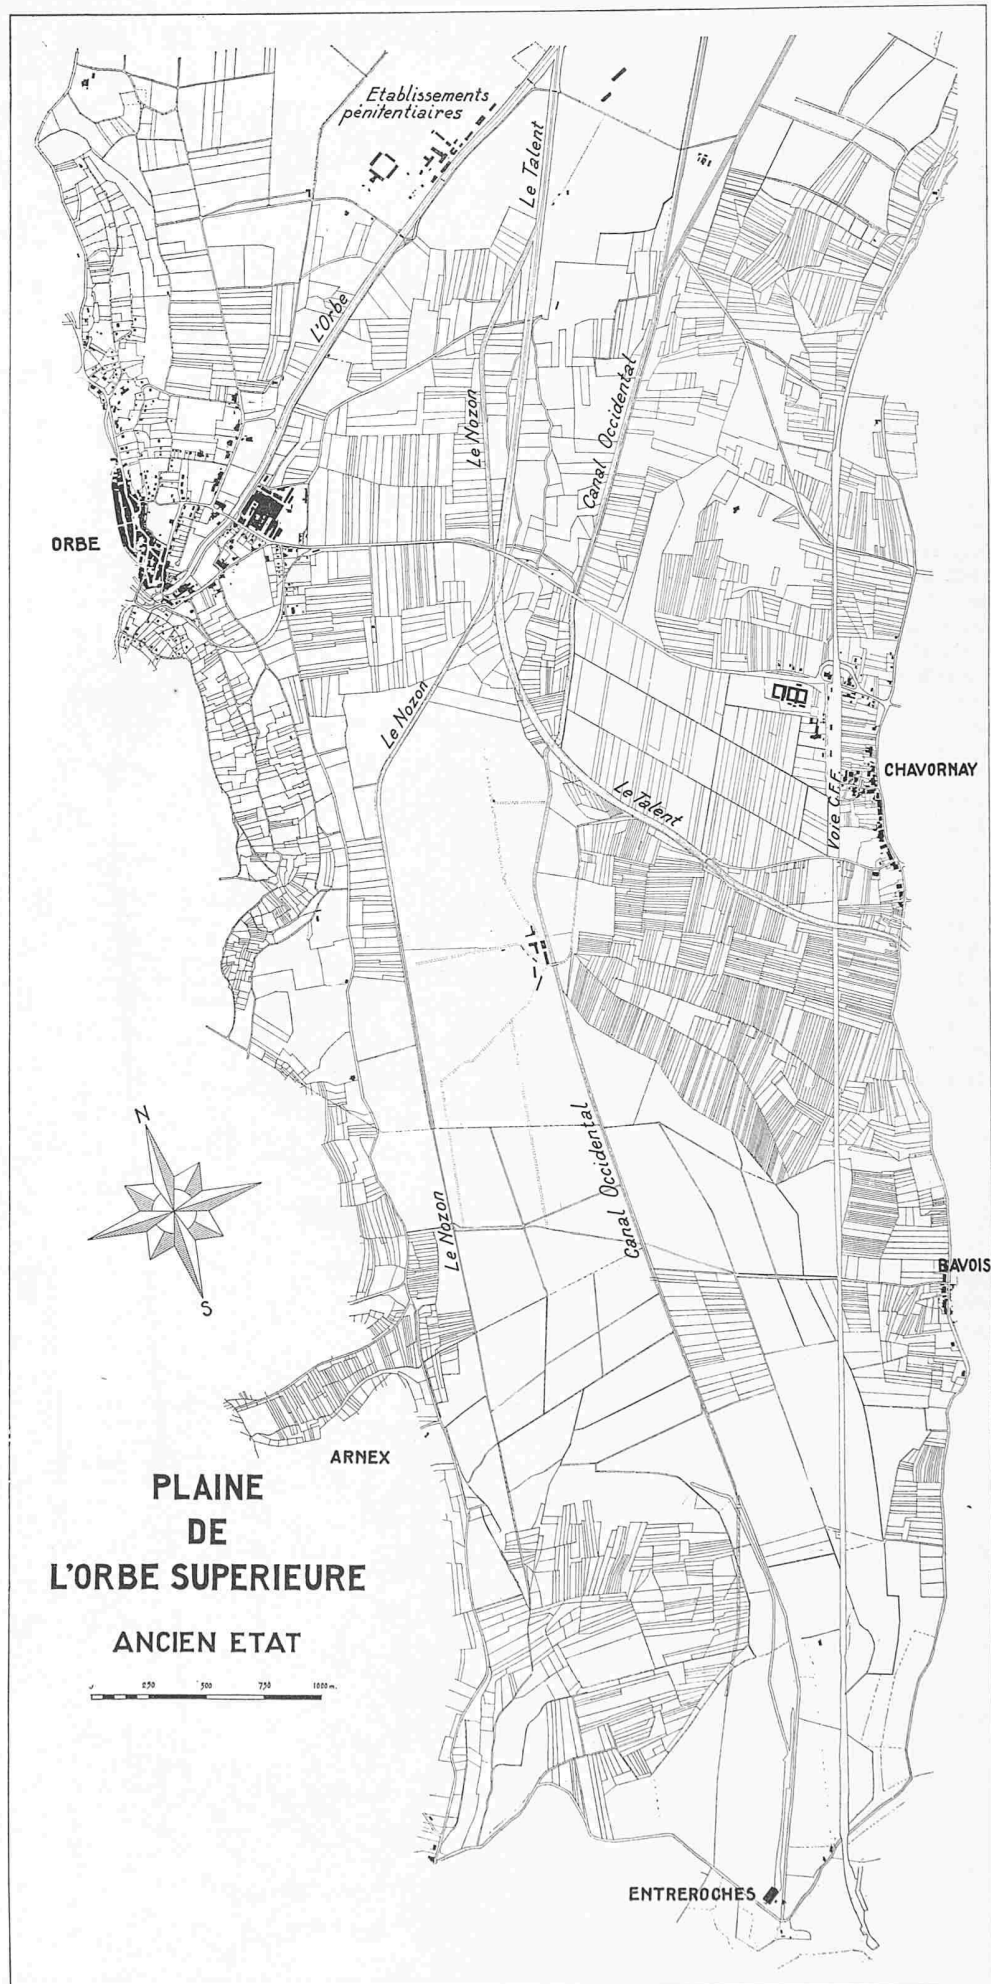 Etablissements
pénitentiaires
Le Talent
L'Orbe
Le Nozon
Canal Occidental
ORBE
Le Nozon
CHAVORNAY
Le Talent
Voie C.F.F.
N
Canal Occidental
Le Nozon
S
BAVOIS
ARNEX
PLAINE
DE
L'ORBE SUPERIEURE
ANCIEN ETAT
250 500 750 1000 m.
ENTREROCHES